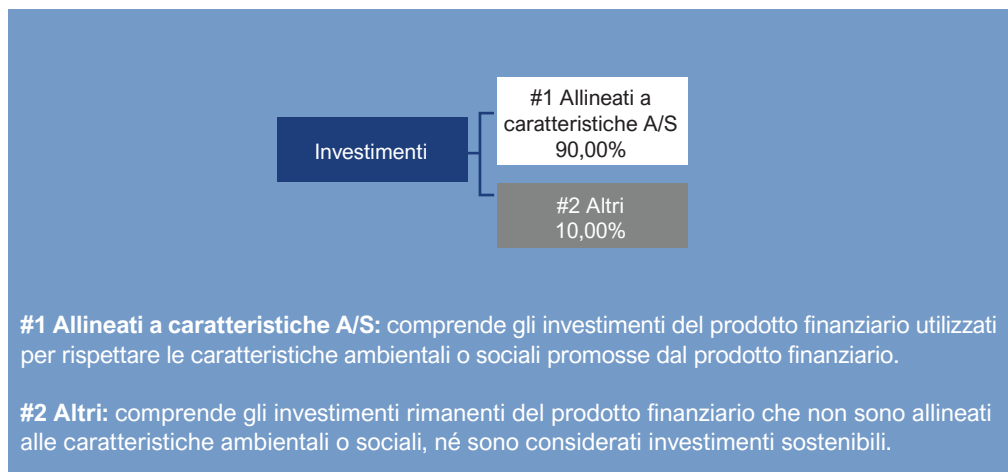 Investimenti
#1 Allineati a
caratteristiche A/S
90,00%
#2 Altri
10,00%
#1 Allineati a caratteristiche A/S: comprende gli investimenti del prodotto finanziario utilizzati
per rispettare le caratteristiche ambientali o sociali promosse dal prodotto finanziario.
#2 Altri: comprende gli investimenti rimanenti del prodotto finanziario che non sono allineati
alle caratteristiche ambientali o sociali, né sono considerati investimenti sostenibili.